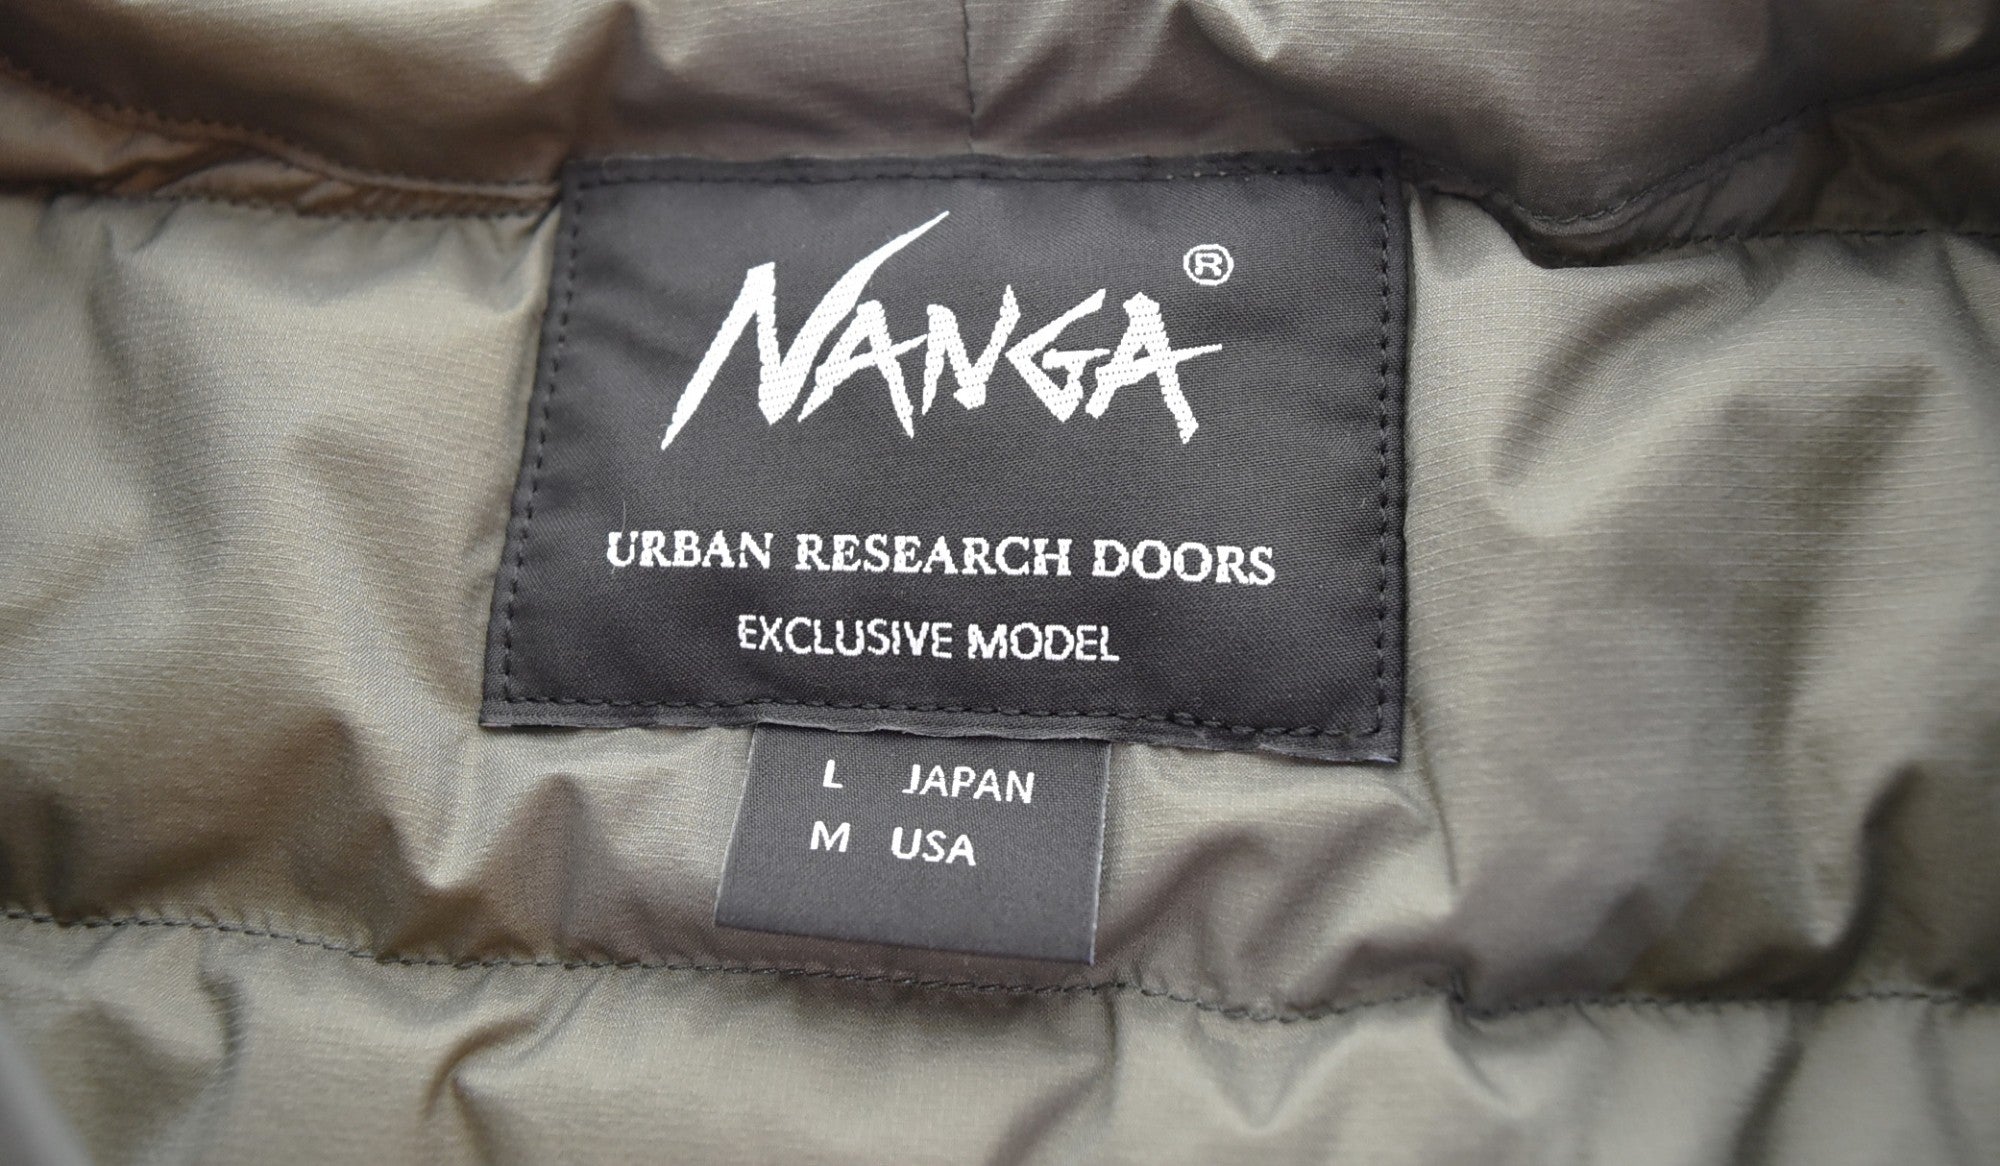 NANGA®
URBAN RESEARCH DOORS
EXCLUSIVE MODEL
L JAPAN
M USA